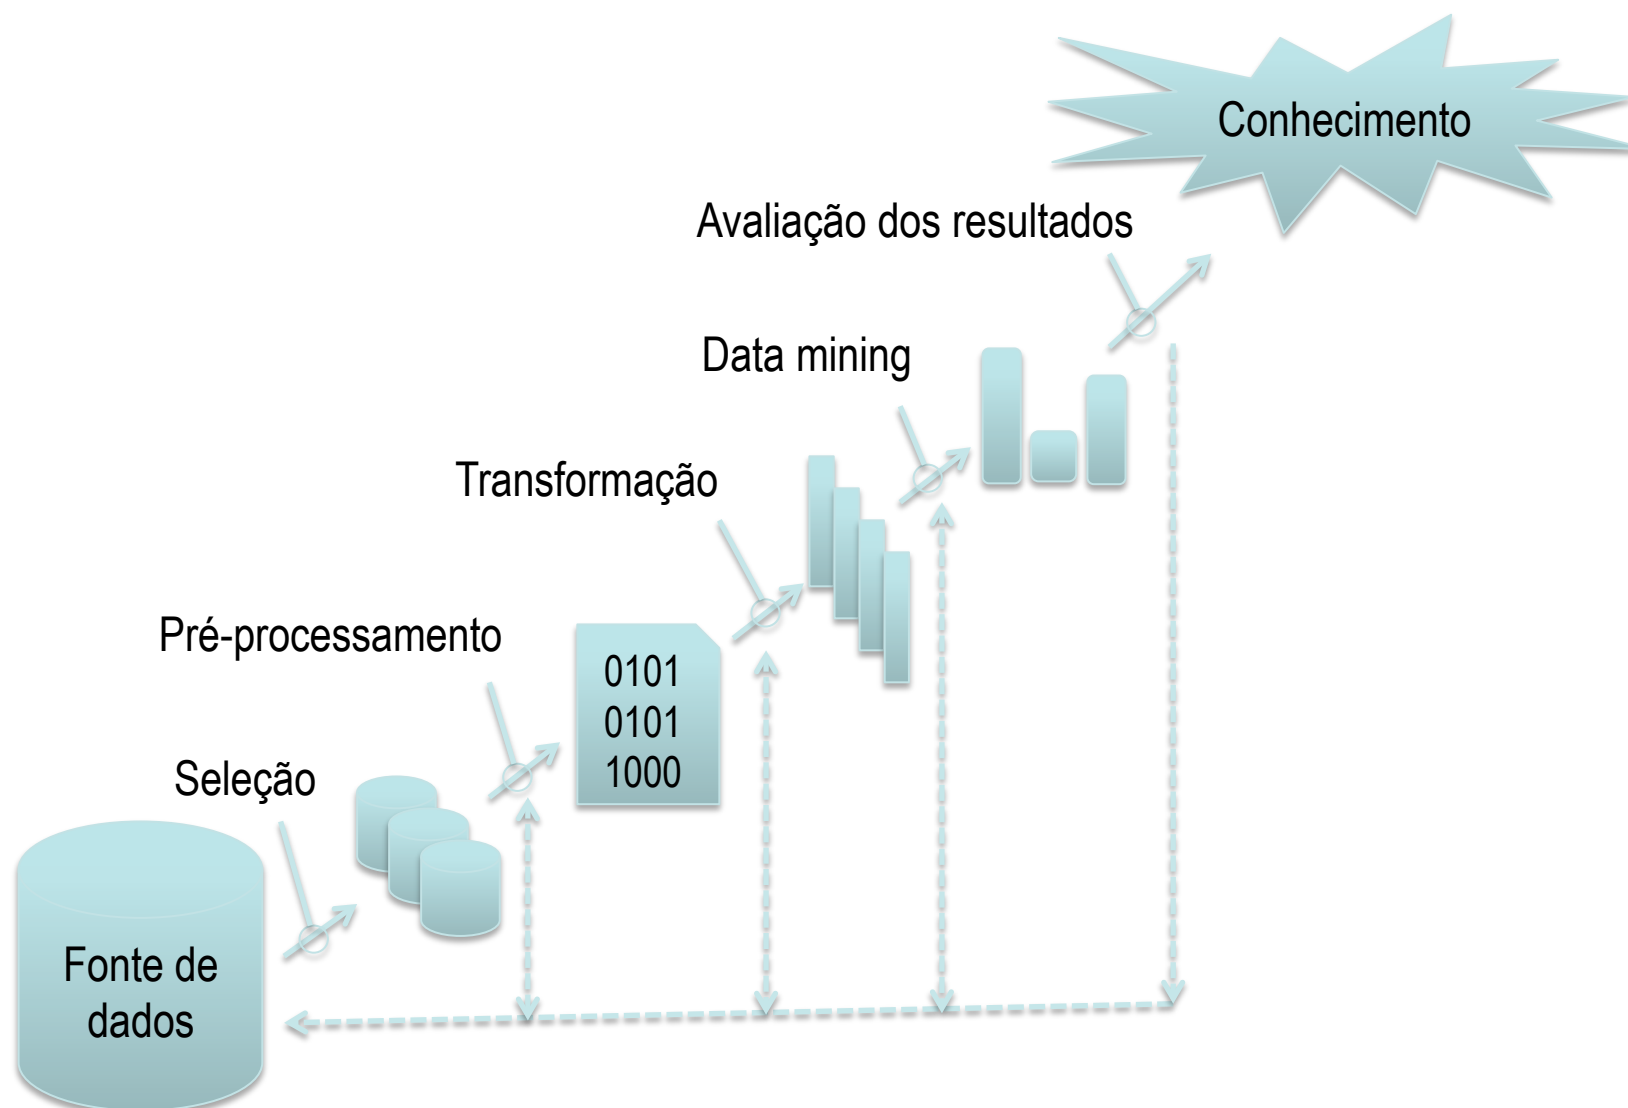 Conhecimento
Avaliação dos resultados
Data mining
Transformação
Pré-processamento
0101
0101
1000
Seleção
Fonte de
dados